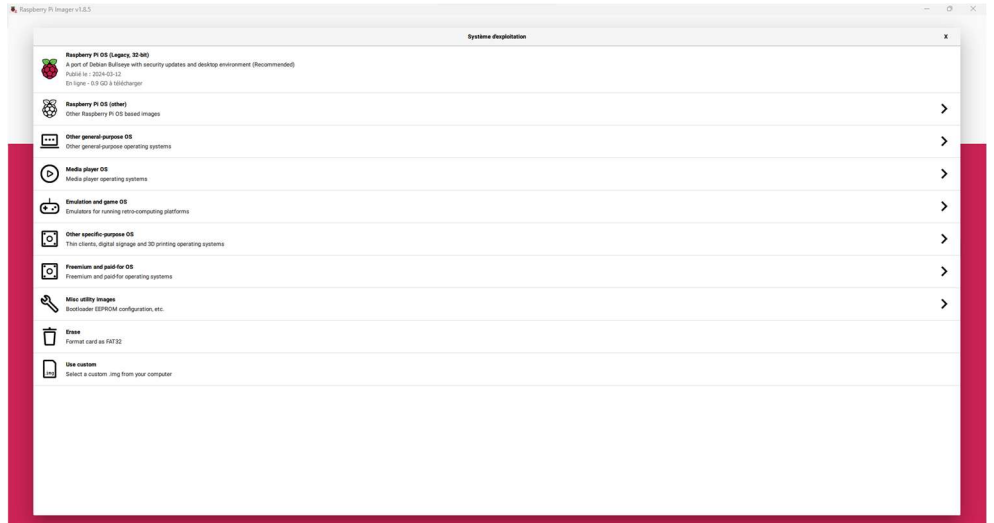 Raspberry Pi Imager v1.8.5
Système d'exploitation
X
Raspberry Pi OS (Legacy, 32-bit)
A port of Debian Bullseye with security updates and desktop environment (Recommended)
Publié le : 2024-03-12
En ligne - 0.9 GO à télécharger
Raspberry Pi OS (other)
Other Raspberry Pi OS based images
Other general-purpose OS
Other general-purpose operating systems
Media player OS
Media player operating systems
Emulation and game OS
Emulators for running retro-computing platforms
Other specific-purpose OS
Thin clients, digital signage and 3D printing operating systems
Freemium and paid-for OS
Freemium and paid-for operating systems
Misc utility images
Bootloader EEPROM configuration, etc.
Erase
Format card as FAT32
Use custom
Select a custom .img from your computer